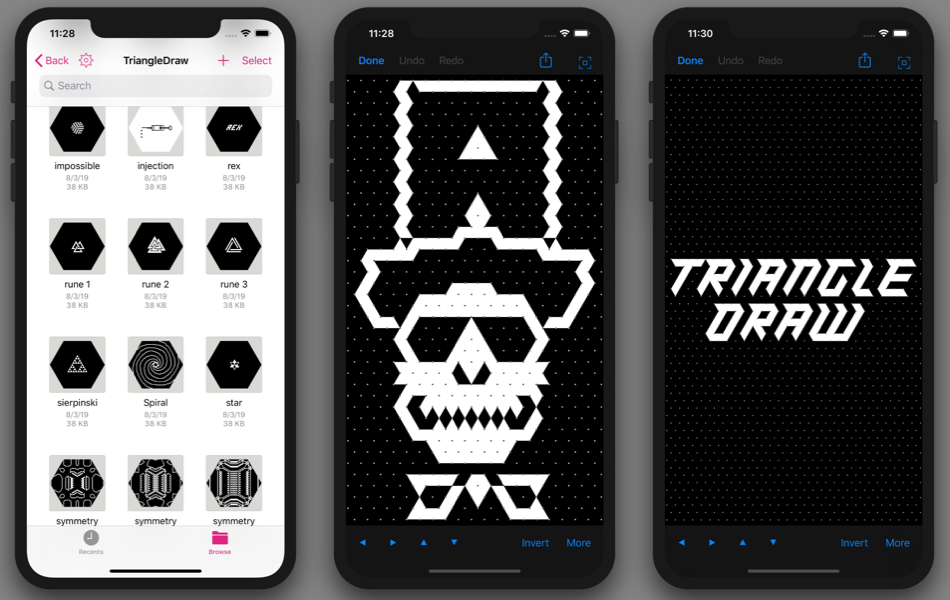 11:28
Back
TriangleDraw
Select
Search
impossible
injection
rex
8/3/19
8/3/19
8/3/19
38 KB
38 KB
38 KB
rune 1
rune 2
rune 3
8/3/19
8/3/19
8/3/19
38 KB
38 KB
38 KB
sierpinski
Spiral
star
8/3/19
8/3/19
8/3/19
38 KB
38 KB
38 KB
symmetry
symmetry
symmetry
Recents
Browse
REX
11:28
Done
Undo
Redo
Invert
More
11:30
Done
Undo
Redo
TRIANGLE
DRAW
Invert
More